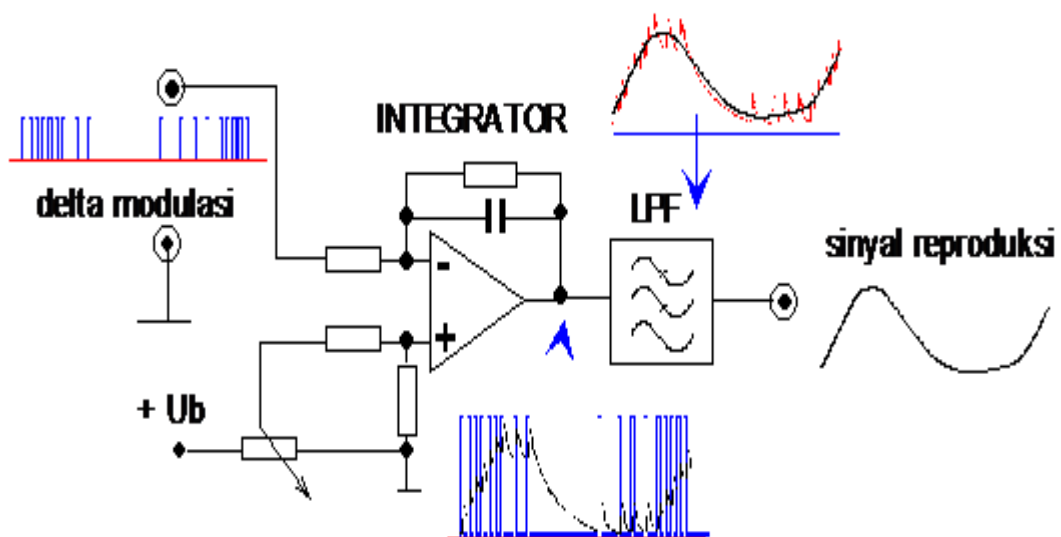 INTEGRATOR
delta modulasi
LPF
sinyal reproduksi
-
+
+ Ub